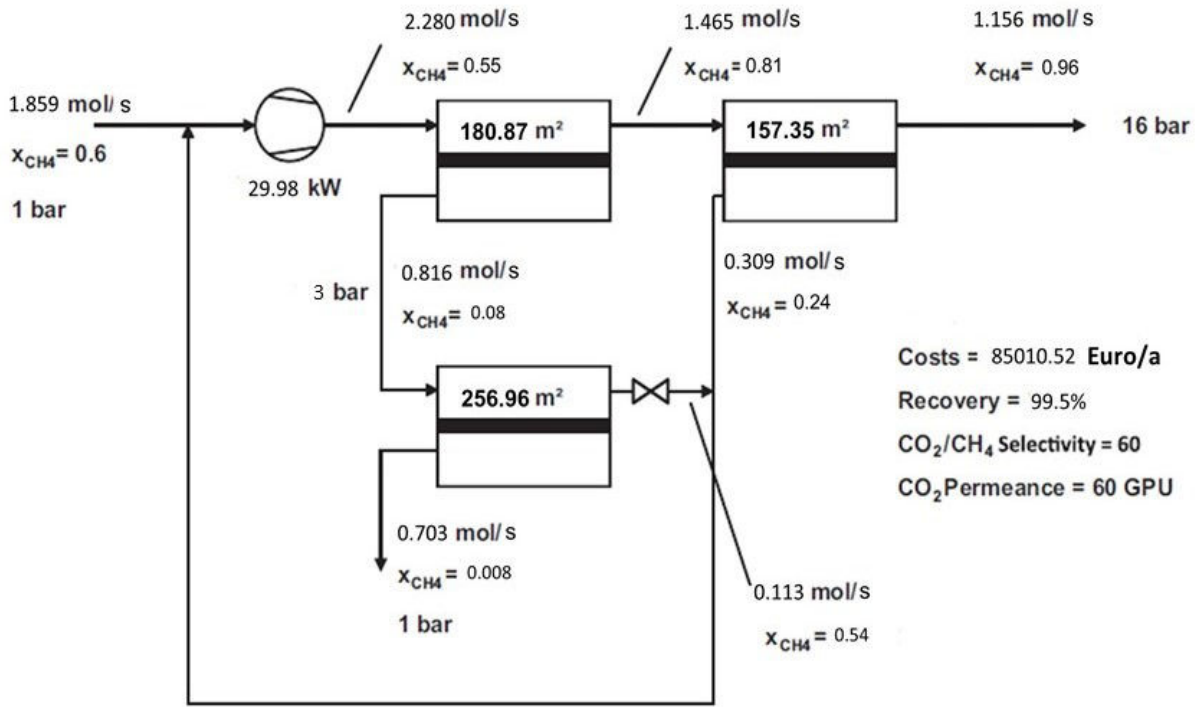 2.280 mol/s
x_CH4 = 0.55
1.465 mol/s
x_CH4 = 0.81
1.156 mol/s
x_CH4 = 0.96
1.859 mol/s
x_CH4 = 0.6
1 bar
29.98 kW
180.87 m²
157.35 m²
16 bar
3 bar
0.816 mol/s
x_CH4 = 0.08
0.309 mol/s
x_CH4 = 0.24
256.96 m²
0.703 mol/s
x_CH4 = 0.008
1 bar
0.113 mol/s
x_CH4 = 0.54
Costs = 85010.52 Euro/a
Recovery = 99.5%
CO₂/CH₄ Selectivity = 60
CO₂ Permeance = 60 GPU